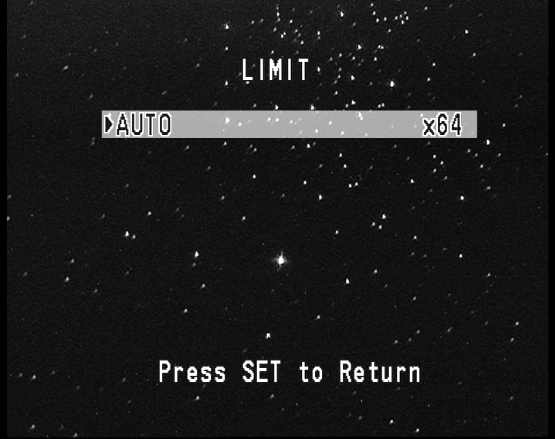 LIMIT
▶AUTO x64
Press SET to Return